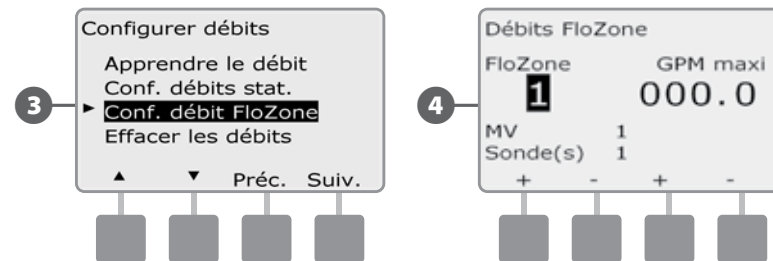 3
Configurer débits
Apprendre le débit
Conf. débits stat.
► Conf. débit FloZone
Effacer les débits
▲ ▼ Préc. Suiv.
4
Débits FloZone
FloZone GPM maxi
1 000.0
MV 1
Sonde(s) 1
+ - + -